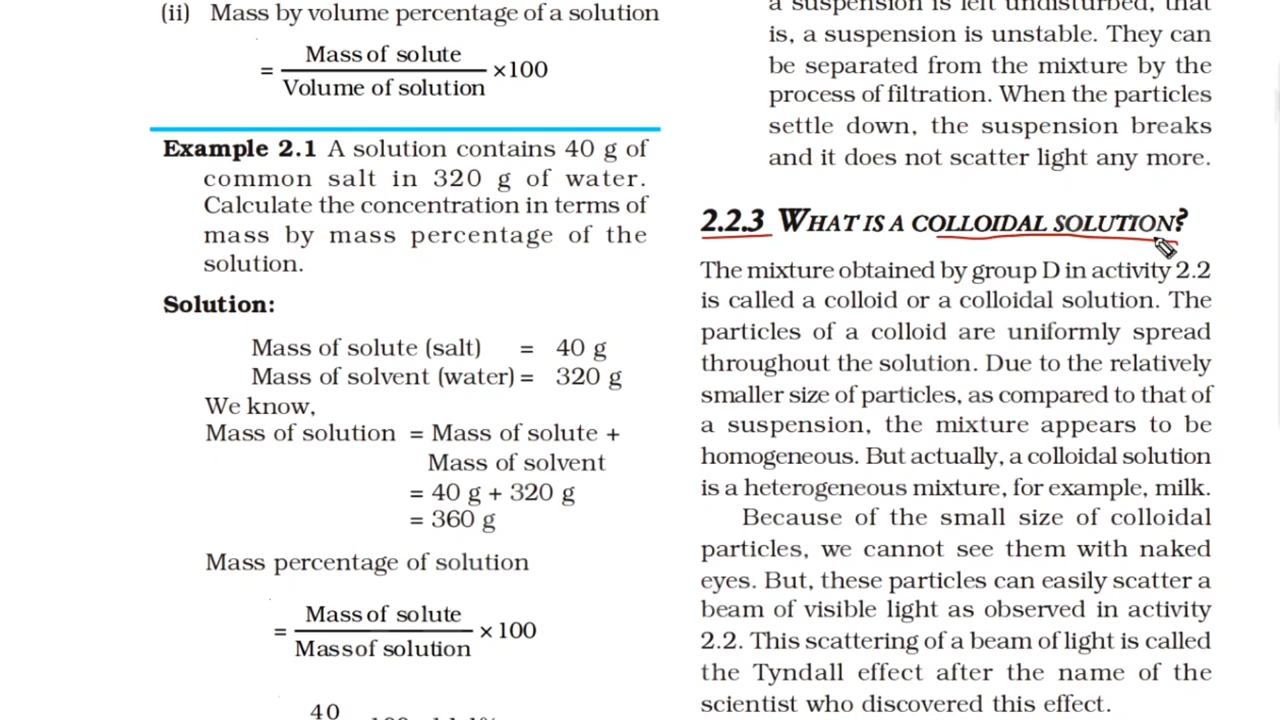 (ii) Mass by volume percentage of a solution
= Mass of solute / Volume of solution ×100
Example 2.1 A solution contains 40 g of
common salt in 320 g of water.
Calculate the concentration in terms of
mass by mass percentage of the
solution.
Solution:
Mass of solute (salt) = 40 g
Mass of solvent (water) = 320 g
We know,
Mass of solution = Mass of solute +
Mass of solvent
= 40 g + 320 g
= 360 g
Mass percentage of solution
= Mass of solute / Mass of solution × 100
40
a suspension is left undisturbed, that
is, a suspension is unstable. They can
be separated from the mixture by the
process of filtration. When the particles
settle down, the suspension breaks
and it does not scatter light any more.
2.2.3 WHAT IS A COLLOIDAL SOLUTION?
The mixture obtained by group D in activity 2.2
is called a colloid or a colloidal solution. The
particles of a colloid are uniformly spread
throughout the solution. Due to the relatively
smaller size of particles, as compared to that of
a suspension, the mixture appears to be
homogeneous. But actually, a colloidal solution
is a heterogeneous mixture, for example, milk.
Because of the small size of colloidal
particles, we cannot see them with naked
eyes. But, these particles can easily scatter a
beam of visible light as observed in activity
2.2. This scattering of a beam of light is called
the Tyndall effect after the name of the
scientist who discovered this effect.